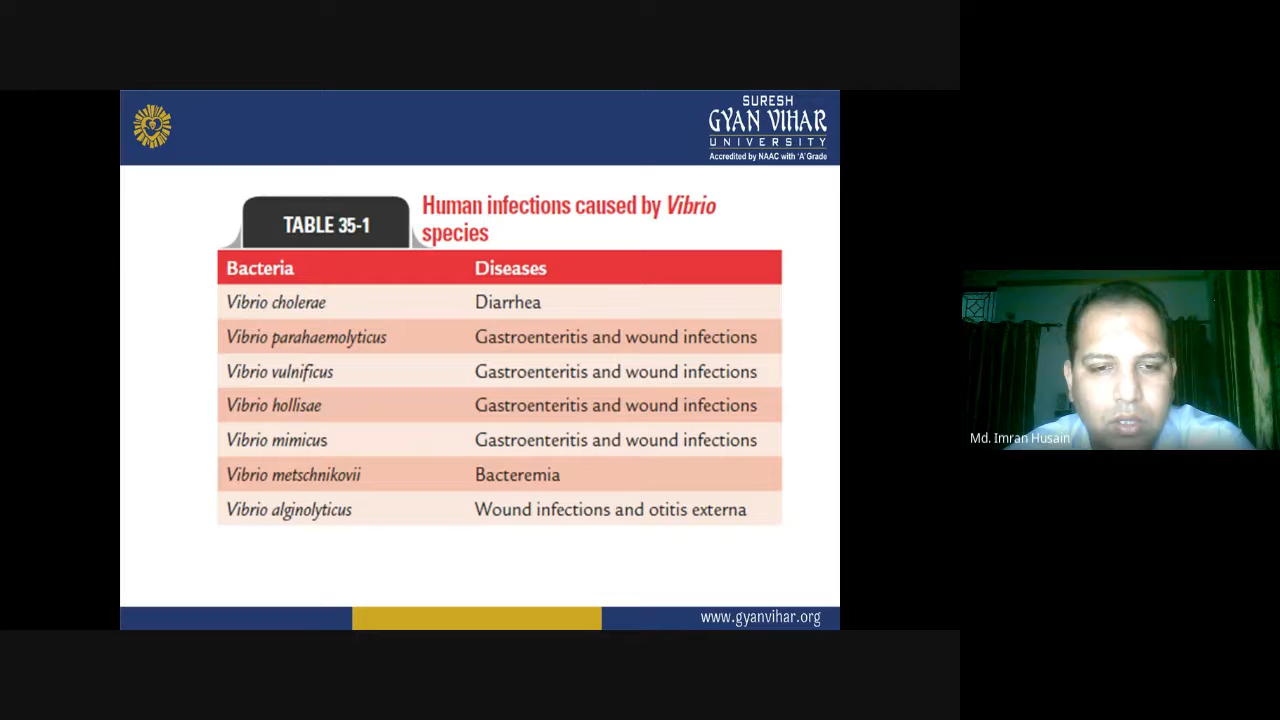 SURESH
GYAN VIHAR
UNIVERSITY
Accredited by NAAC with 'A' Grade
TABLE 35-1
Human infections caused by Vibrio
species
Bacteria Diseases
Vibrio cholerae Diarrhea
Vibrio parahaemolyticus Gastroenteritis and wound infections
Vibrio vulnificus Gastroenteritis and wound infections
Vibrio hollisae Gastroenteritis and wound infections
Vibrio mimicus Gastroenteritis and wound infections
Vibrio metschnikovii Bacteremia
Vibrio alginolyticus Wound infections and otitis externa
www.gyanvihar.org
Md. Imran Husain